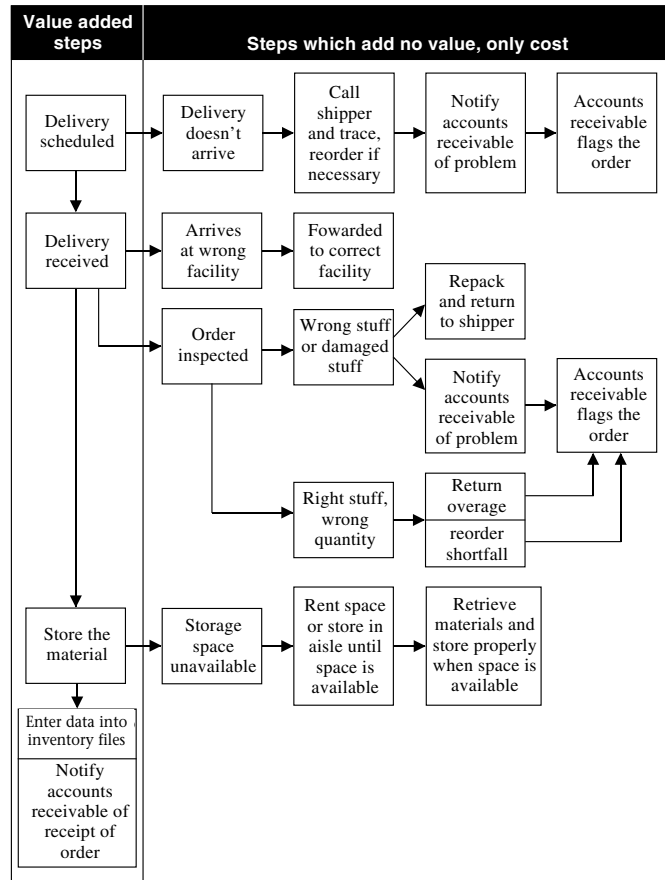 Value added
steps
Steps which add no value, only cost
Delivery
scheduled
Delivery
doesn't
arrive
Call
shipper
and trace,
reorder if
necessary
Notify
accounts
receivable
of problem
Accounts
receivable
flags the
order
Delivery
received
Arrives
at wrong
facility
Fowarded
to correct
facility
Order
inspected
Wrong stuff
or damaged
stuff
Repack
and return
to shipper
Notify
accounts
receivable
of problem
Accounts
receivable
flags the
order
Right stuff,
wrong
quantity
Return
overage
reorder
shortfall
Store the
material
Storage
space
unavailable
Rent space
or store in
aisle until
space is
available
Retrieve
materials and
store properly
when space is
available
Enter data into
inventory files
Notify
accounts
receivable of
receipt of
order